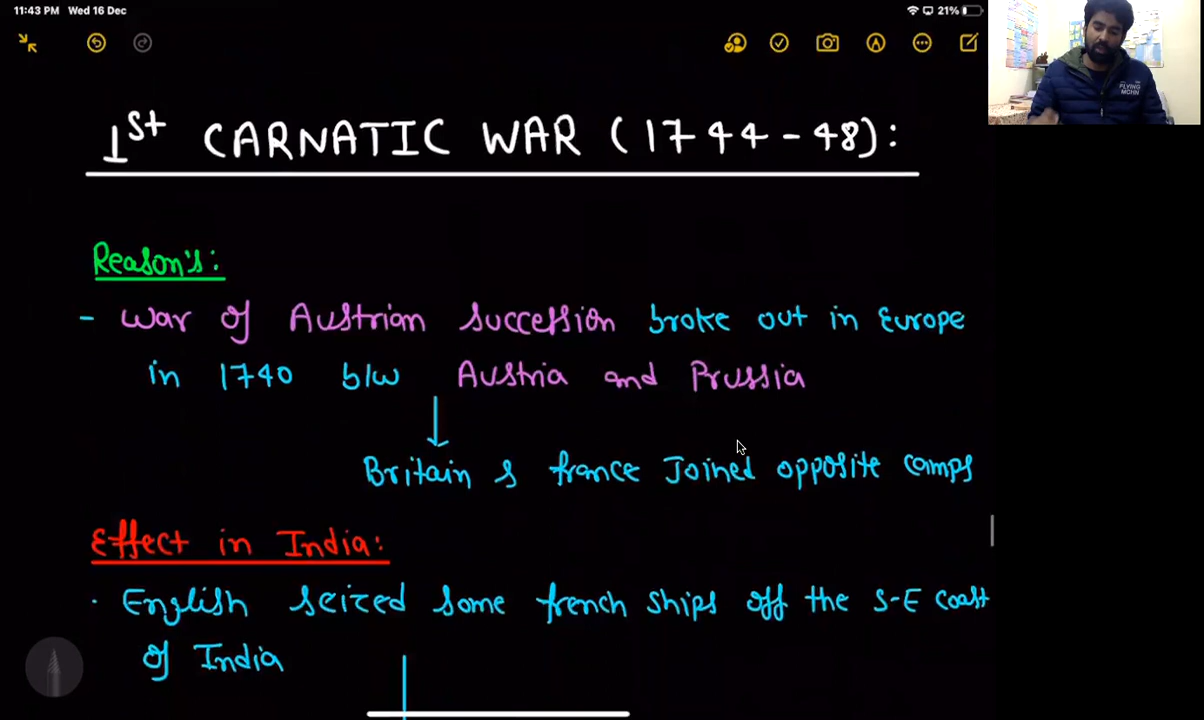 11:43 PM Wed 16 Dec
21%
1st CARNATIC WAR (1744-48):
Reason's:
- War of Austrian Succession broke out in Europe
in 1740 b/w Austria and Prussia
Britain & france Joined opposite camps
Effect in India:
· English seized some french ships off the S-E coast
of India
FLYING